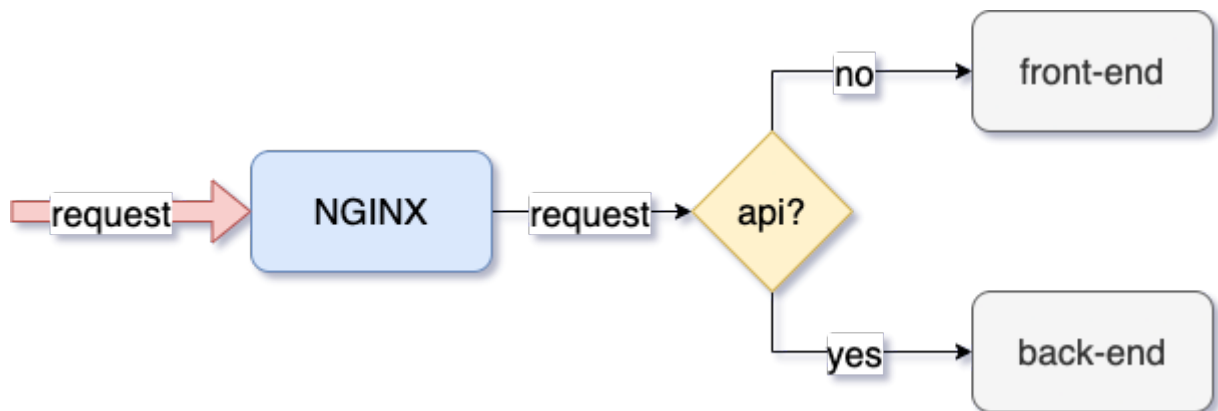 request
NGINX
request
api?
no
front-end
yes
back-end